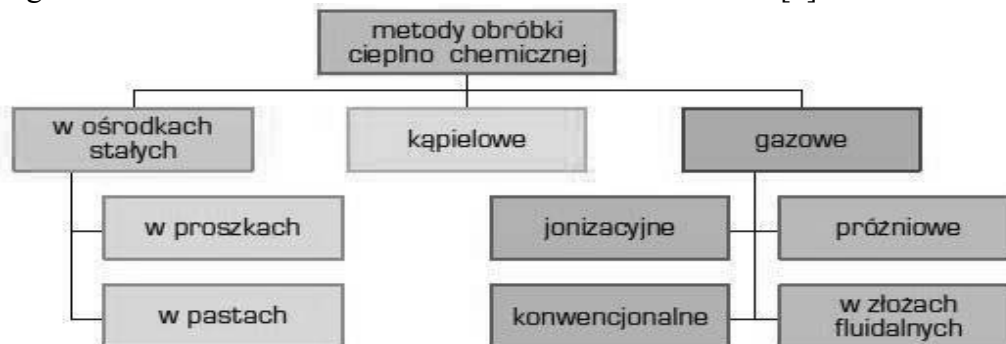 metody obróbki
cieplno chemicznej
w ośrodkach
stałych
kąpielowe
gazowe
w proszkach
jonizacyjne
próżniowe
w pastach
konwencjonalne
w złożach
fluidalnych